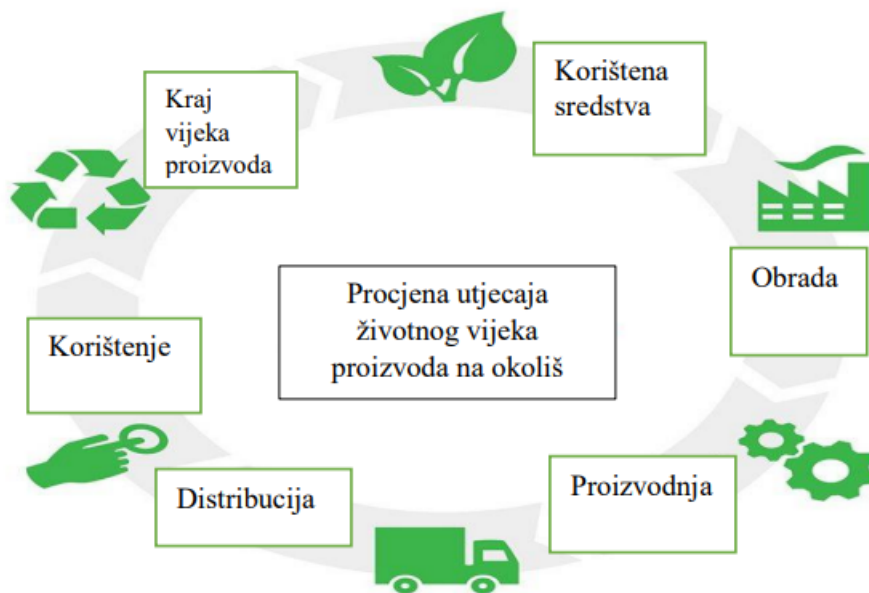 Korištena
sredstva
Kraj
vijeka
proizvoda
Obrada
Procjena utjecaja
životnog vijeka
proizvoda na okoliš
Korištenje
Proizvodnja
Distribucija